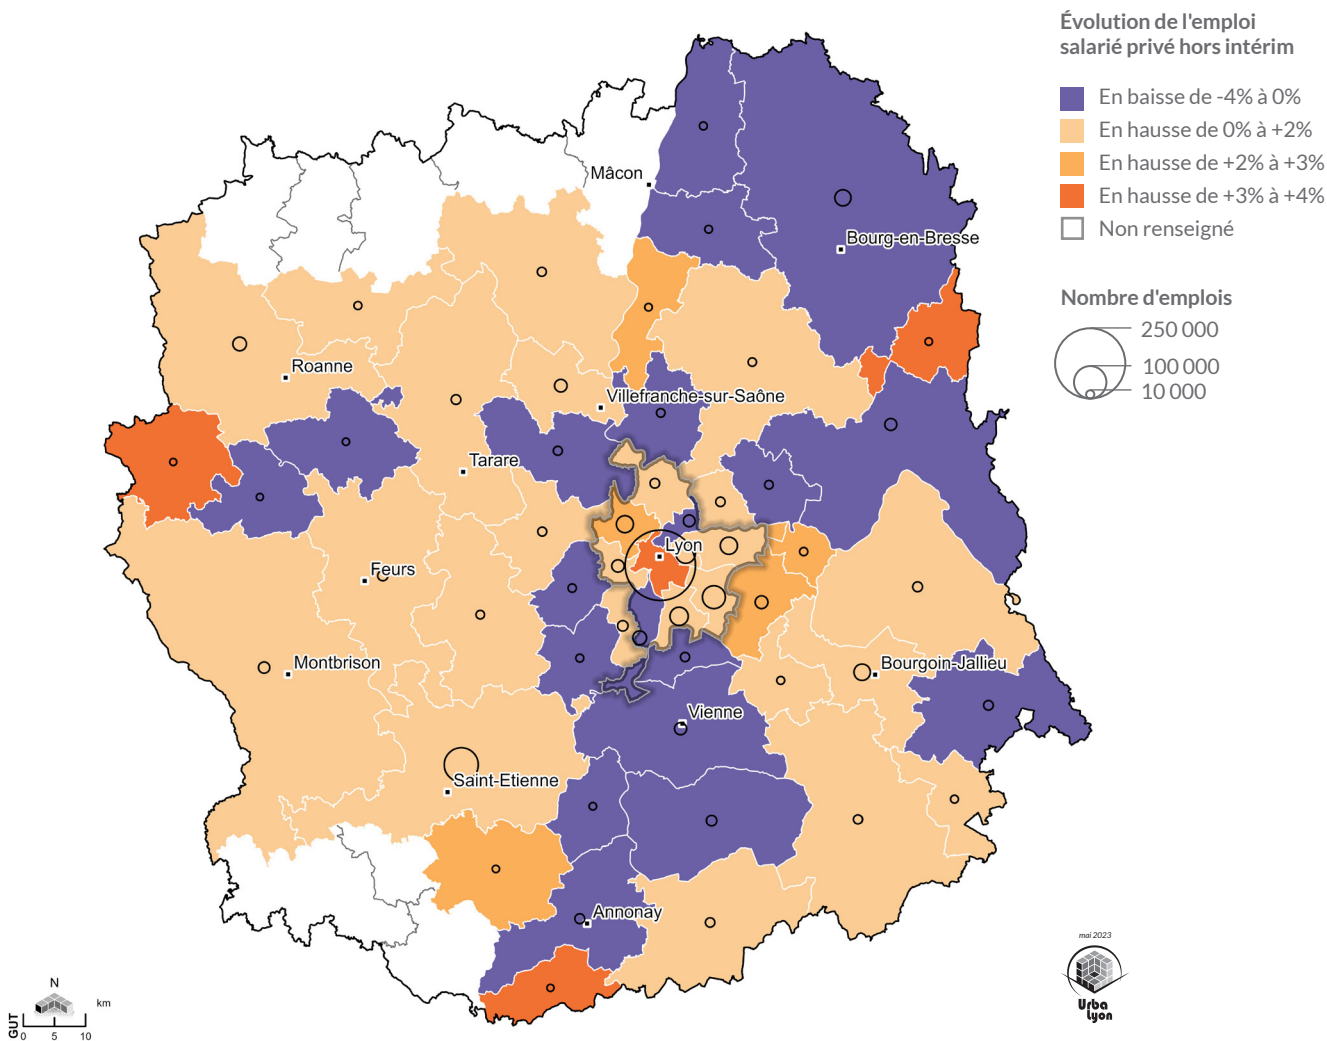 Évolution de l'emploi
salarié privé hors intérim
En baisse de -4% à 0%
En hausse de 0% à +2%
En hausse de +2% à +3%
En hausse de +3% à +4%
Non renseigné
Nombre d'emplois
250 000
100 000
10 000
Mâcon
Bourg-en-Bresse
Roanne
Villefranche-sur-Saône
Tarare
Lyon
Feurs
Montbrison
Bourgoin-Jallieu
Vienne
Saint-Etienne
Annonay
mai 2023
Urba
Lyon
N
km
GUT
0 5 10